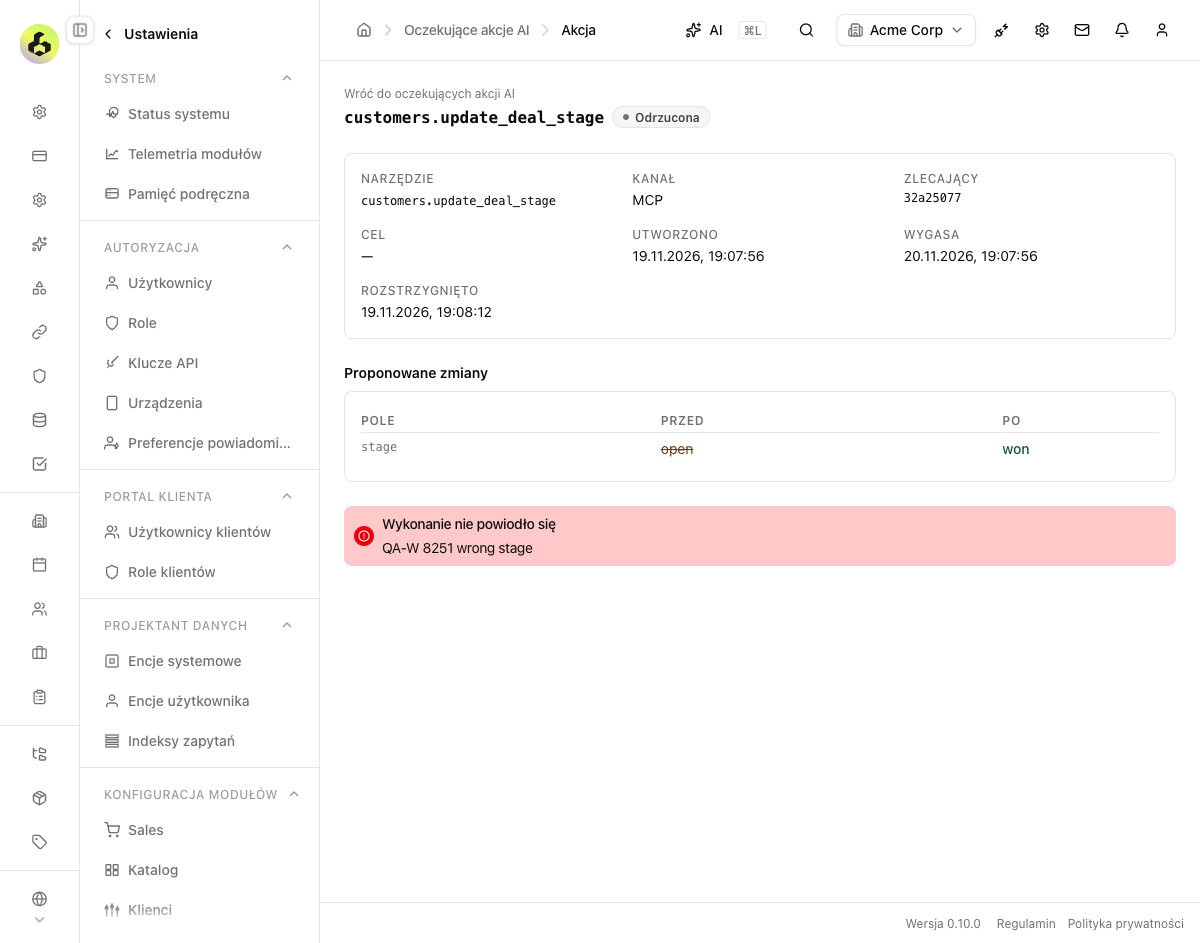 Ustawienia
SYSTEM
Status systemu
Telemetria modułów
Pamięć podręczna
AUTORYZACJA
Użytkownicy
Role
Klucze API
Urządzenia
Preferencje powiadomi...
PORTAL KLIENTA
Użytkownicy klientów
Role klientów
PROJEKTANT DANYCH
Encje systemowe
Encje użytkownika
Indeksy zapytań
KONFIGURACJA MODUŁÓW
Sales
Katalog
Klienci
Oczekujące akcje AI
Akcja
AI
⌘L
Acme Corp
Wróć do oczekujących akcji AI
customers.update_deal_stage
Odrzucona
NARZĘDZIE
customers.update_deal_stage
KANAŁ
MCP
ZLECAJĄCY
32a25077
CEL
—
UTWORZONO
19.11.2026, 19:07:56
WYGASA
20.11.2026, 19:07:56
ROZSTRZYGNIĘTO
19.11.2026, 19:08:12
Proponowane zmiany
POLE PRZED PO
stage open won
Wykonanie nie powiodło się
QA-W 8251 wrong stage
Wersja 0.10.0 Regulamin Polityka prywatności